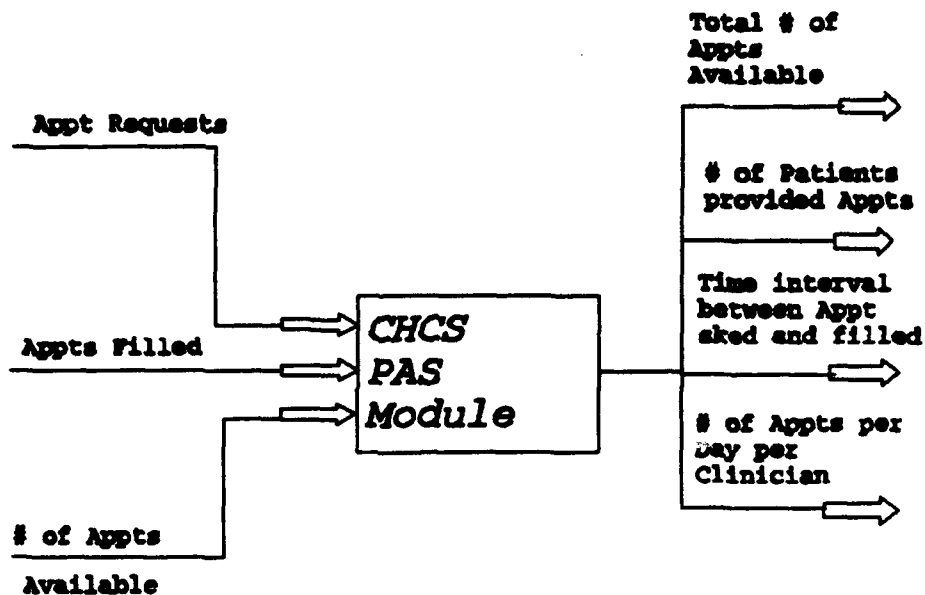 Total # of
Appts
Available
Appt Requests
# of Patients
provided Appts
Time interval
between Appt
sked and filled
CHCS
PAS
Module
Appts Filled
# of Appts per
Day per
Clinician
# of Appts
Available